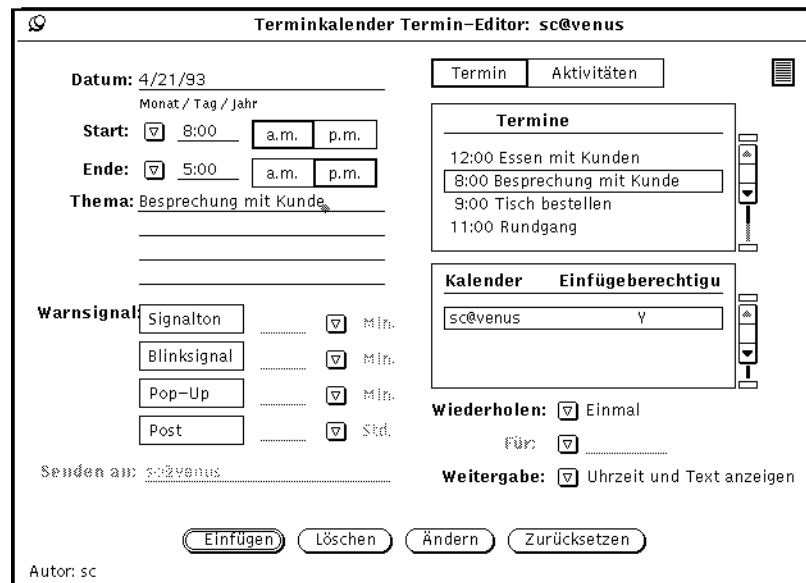 Terminkalender Termin-Editor: sc@venus
Datum: 4/21/93
Monat / Tag / Jahr
Start: 8:00 a.m. p.m.
Ende: 5:00 a.m. p.m.
Thema: Besprechung mit Kunde
Warnsignal:
Signalton Min.
Blinksignal Min.
Pop-Up Min.
Post Std.
Senden an: sc@venus
Termin Aktivitäten
Termine
12:00 Essen mit Kunden
8:00 Besprechung mit Kunde
9:00 Tisch bestellen
11:00 Rundgang
Kalender Einfügeberechtigu
sc@venus Y
Wiederholen: Einmal
Für:
Weitergabe: Uhrzeit und Text anzeigen
Einfügen Löschen Ändern Zurücksetzen
Autor: sc